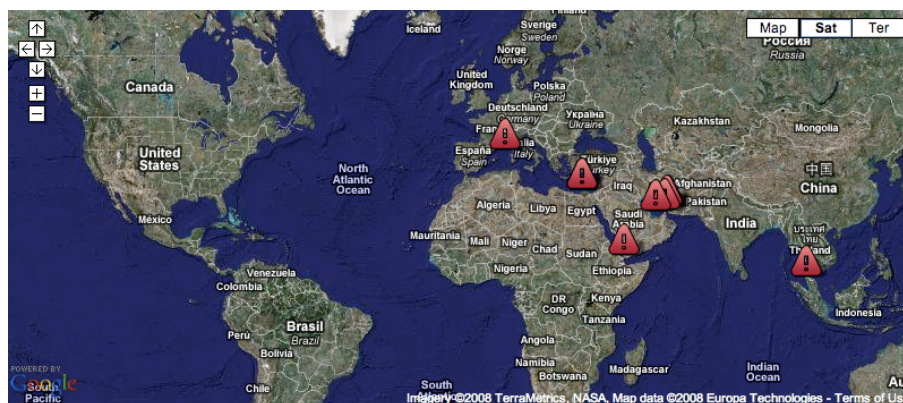 Iceland
Sverige
Sweden
Norge
Norway
Map
Sat
Ter
Россия
Russia
Canada
United
Kingdom
Polska
Poland
Deutschland
Germany
Україна
Ukraine
Kazakhstan
Mongolia
Italy
España
Spain
Türkiye
United
States
North
Atlantic
Ocean
Iraq
Afghanistan
Pakistan
中国
China
Algeria
Libya
Egypt
Saudi
Arabia
India
ประเทศ
ไทย
Thailand
México
Mauritania
Mali
Niger
Chad
Sudan
Nigeria
Ethiopia
Venezuela
Colombia
DR
Congo
Kenya
Tanzania
Indonesia
Perú
Brasil
Brazil
Bolivia
Angola
Namibia
Botswana
Madagascar
Indian
Ocean
Chile
South
POWERED BY
Google
South
Pacific
Imagery ©2008 TerraMetrics, NASA, Map data ©2008 Europa Technologies - Terms of Us